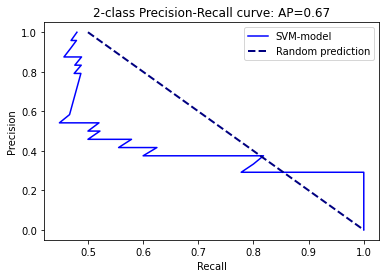 2-class Precision-Recall curve: AP=0.67
SVM-model
Random prediction
Precision
1.0
0.8
0.6
0.4
0.2
0.0
0.5 0.6 0.7 0.8 0.9 1.0
Recall